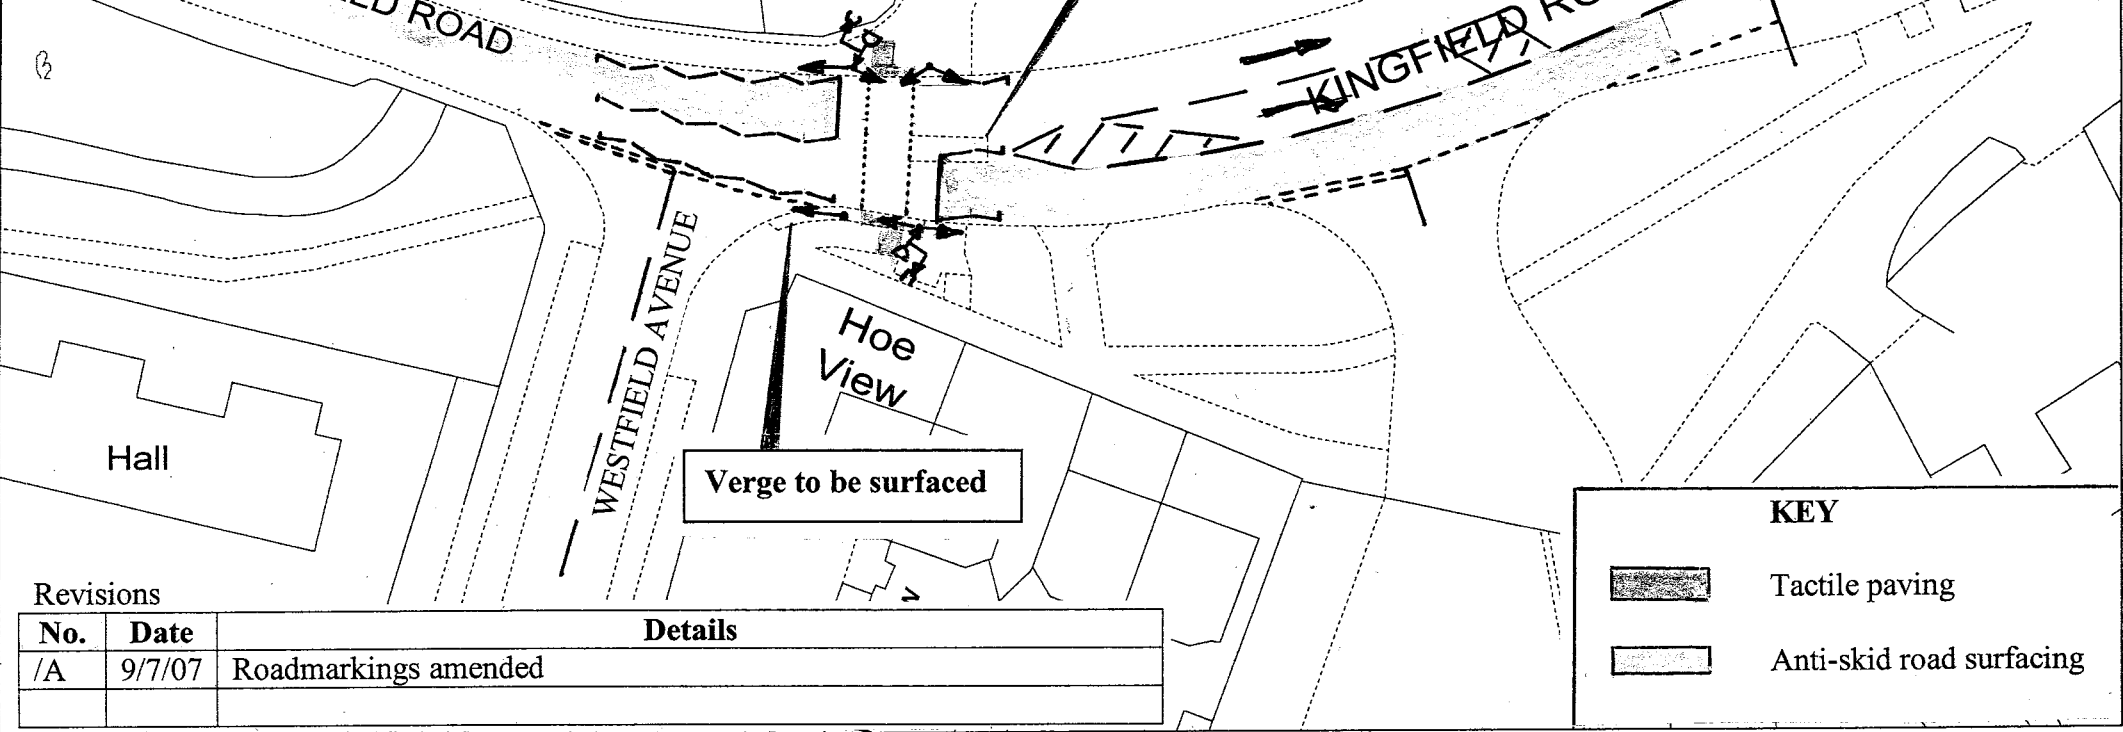 ROAD
KINGFIELD
WESTFIELD AVENUE
Hoe
View
Hall
Verge to be surfaced
KEY
Tactile paving
Anti-skid road surfacing
Revisions
No. Date Details
/A 9/7/07 Roadmarkings amended